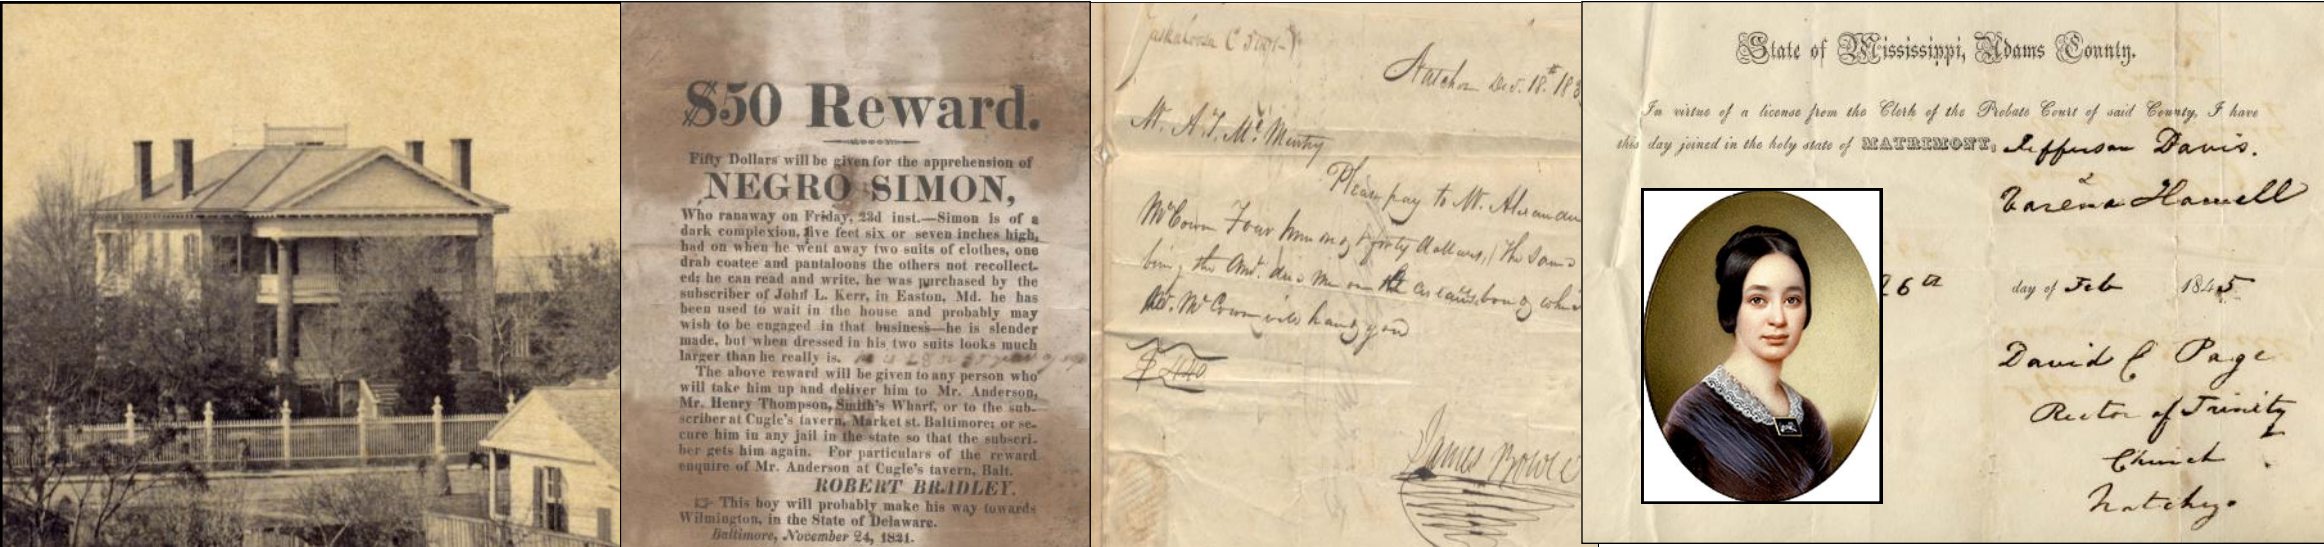 $50 Reward.
Fifty Dollars will be given for the apprehension of
NEGRO SIMON,
Who ranaway on Friday, 23d inst.—Simon is of a
dark complexion, five feet six or seven inches high,
had on when he went away two suits of clothes, one
drab coatee and pantaloons the others not recollect-
ed; he can read and write, he was purchased by the
subscriber of John L. Kerr, in Easton, Md. he has
been used to wait in the house and probably may
wish to be engaged in that business—he is slender
made, but when dressed in his two suits looks much
larger than he really is.
The above reward will be given to any person who
will take him up and deliver him to Mr. Anderson,
Mr. Henry Thompson, Smith's Wharf, or to the sub-
scriber at Cugle's tavern, Market st. Baltimore; or se-
cure him in any jail in the state so that the subscri-
ber gets him again. For particulars of the reward
enquire of Mr. Anderson at Cugle's tavern, Balt.
ROBERT BRADLEY.
☞ This boy will probably make his way towards
Wilmington, in the State of Delaware.
Baltimore, November 24, 1821.
Natchez 18th 183
Mr. A. T.
Please pay to Mr. Alexander
McCown Four hundred & forty dollars, (the same
being the Amt. due me on
Mr. McCown will hand you
$440
James Bowie
State of Mississippi, Adams County.
In virtue of a license from the Clerk of the Probate Court of said County, I have
this day joined in the holy state of MATRIMONY, Jefferson Davis.
&
Varena Howell
26th day of Feb 1845
David C Page
Rector of Trinity
Church
Natchez